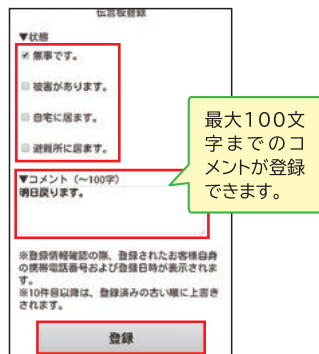 伝言板登録
▼状態
無事です。
被害があります。
自宅に居ます。
避難所に居ます。
▼コメント（～100字）
明日戻ります。
最大100文
字までのコ
メントが登録
できます。
※登録情報確認の際、登録されたお客様自身
の携帯電話番号および登録日時が表示されま
す。
※10件目以降は、登録済みの古い順に上書き
されます。
登録